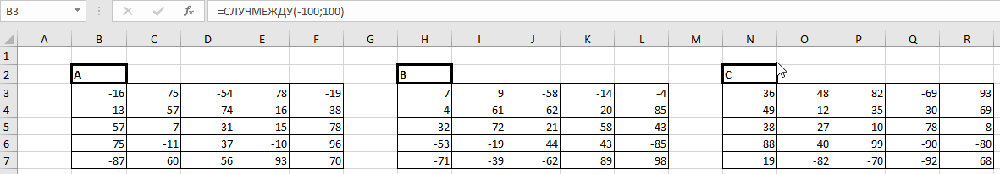 B3 fx =СЛУЧМЕЖДУ(-100;100)
A B C D E F G H I J K L M N O P Q R
1
2 A B C
3 -16 75 -54 78 -19 7 9 -58 -14 -4 36 48 82 -69 93
4 -13 57 -74 16 -38 -4 -61 -62 20 85 49 -12 35 -30 69
5 -57 7 -31 15 78 -32 -72 21 -58 43 -38 -27 10 -78 8
6 75 -11 37 -10 96 -53 -19 44 43 -85 88 40 99 -90 -80
7 -87 60 56 93 70 -71 -39 -62 89 98 19 -82 -70 -92 68